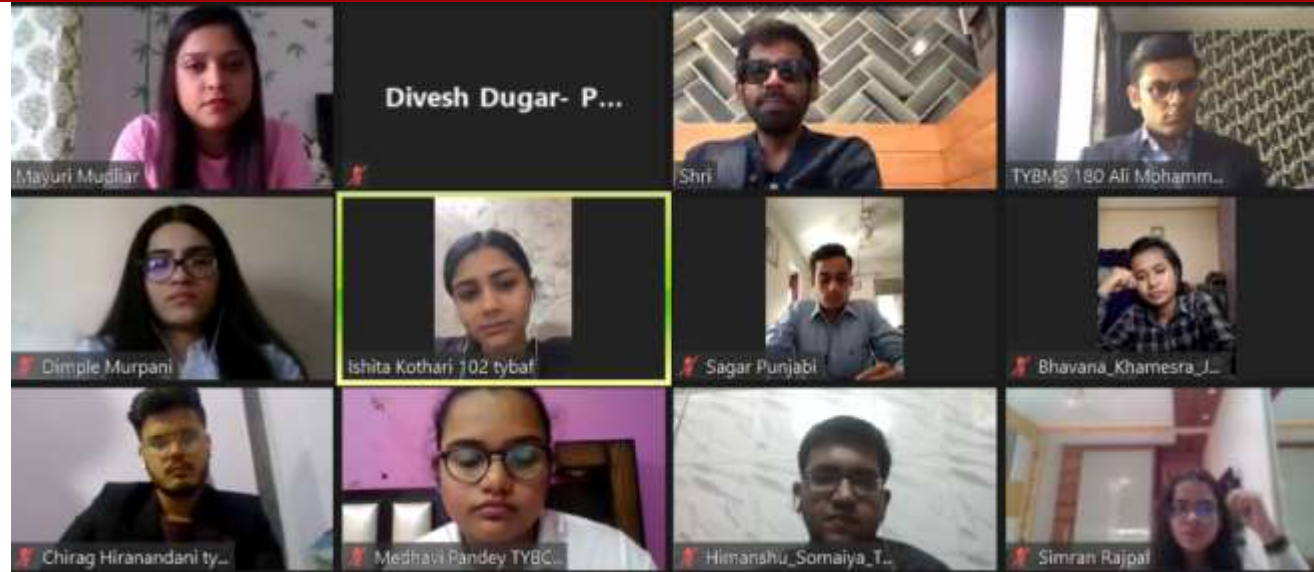 Divesh Dugar- P...
Mayuri Mudliar
Shri
TYBMS 180 Ali Mohamm...
Dimple Murpani
Ishita Kothari 102 tybaf
Sagar Punjabi
Bhavana_Khamesra_J...
Chirag Hiranandani ty...
Medhavi Pandey TYBC...
Himanshu_Somaiya_T...
Simran Rajpal